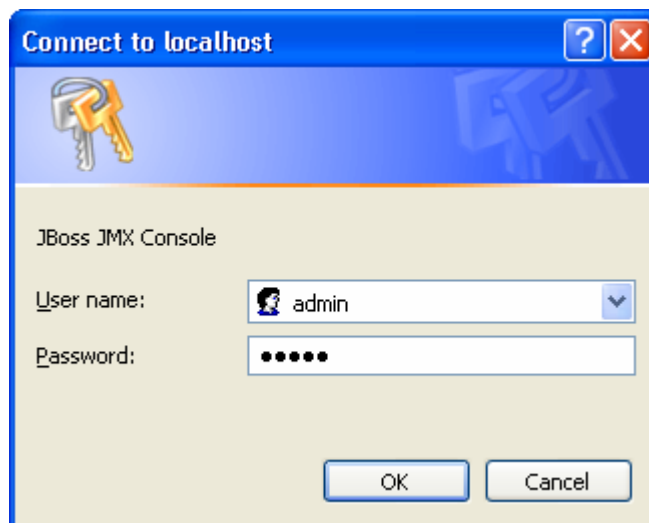 Connect to localhost
?
JBoss JMX Console
User name:
admin
Password:
●●●●●
OK
Cancel